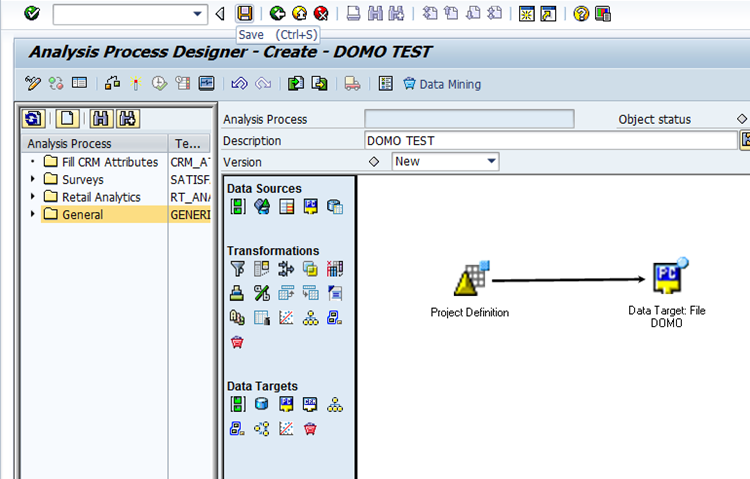 Save (Ctrl+S)
Analysis Process Designer - Create - DOMO TEST
Data Mining
Analysis Process Te...
Fill CRM Attributes CRM_AT
Surveys SATISF
Retail Analytics RT_ANA
General GENERI
Analysis Process Object status
Description DOMO TEST
Version New
Data Sources
Transformations
Data Targets
Project Definition
Data Target: File
DOMO